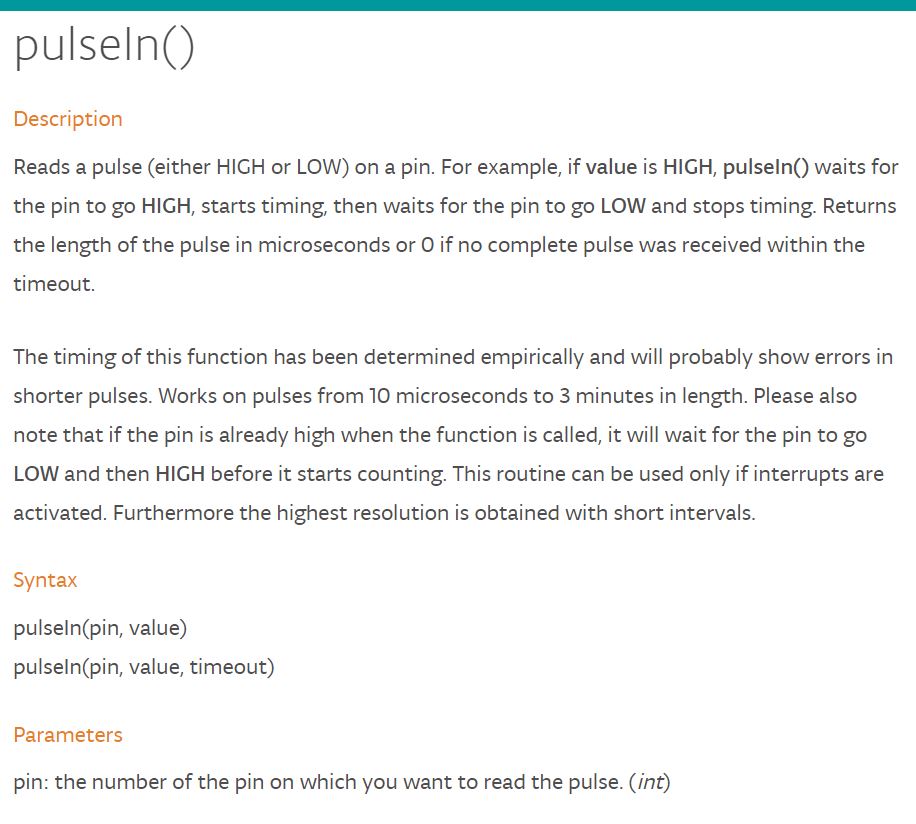 pulseIn()
Description
Reads a pulse (either HIGH or LOW) on a pin. For example, if value is HIGH, pulseIn() waits for
the pin to go HIGH, starts timing, then waits for the pin to go LOW and stops timing. Returns
the length of the pulse in microseconds or 0 if no complete pulse was received within the
timeout.
The timing of this function has been determined empirically and will probably show errors in
shorter pulses. Works on pulses from 10 microseconds to 3 minutes in length. Please also
note that if the pin is already high when the function is called, it will wait for the pin to go
LOW and then HIGH before it starts counting. This routine can be used only if interrupts are
activated. Furthermore the highest resolution is obtained with short intervals.
Syntax
pulseIn(pin, value)
pulseIn(pin, value, timeout)
Parameters
pin: the number of the pin on which you want to read the pulse. (int)